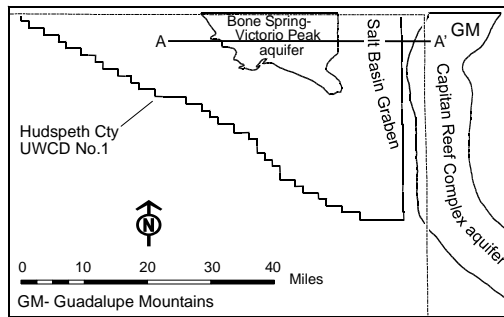 Bone Spring-
Victorio Peak
aquifer
A
A'
GM
Salt Basin Graben
Capitan Reef Complex aquifer
Hudspeth Cty
UWCD No.1
N
0 10 20 30 40
Miles
GM- Guadalupe Mountains